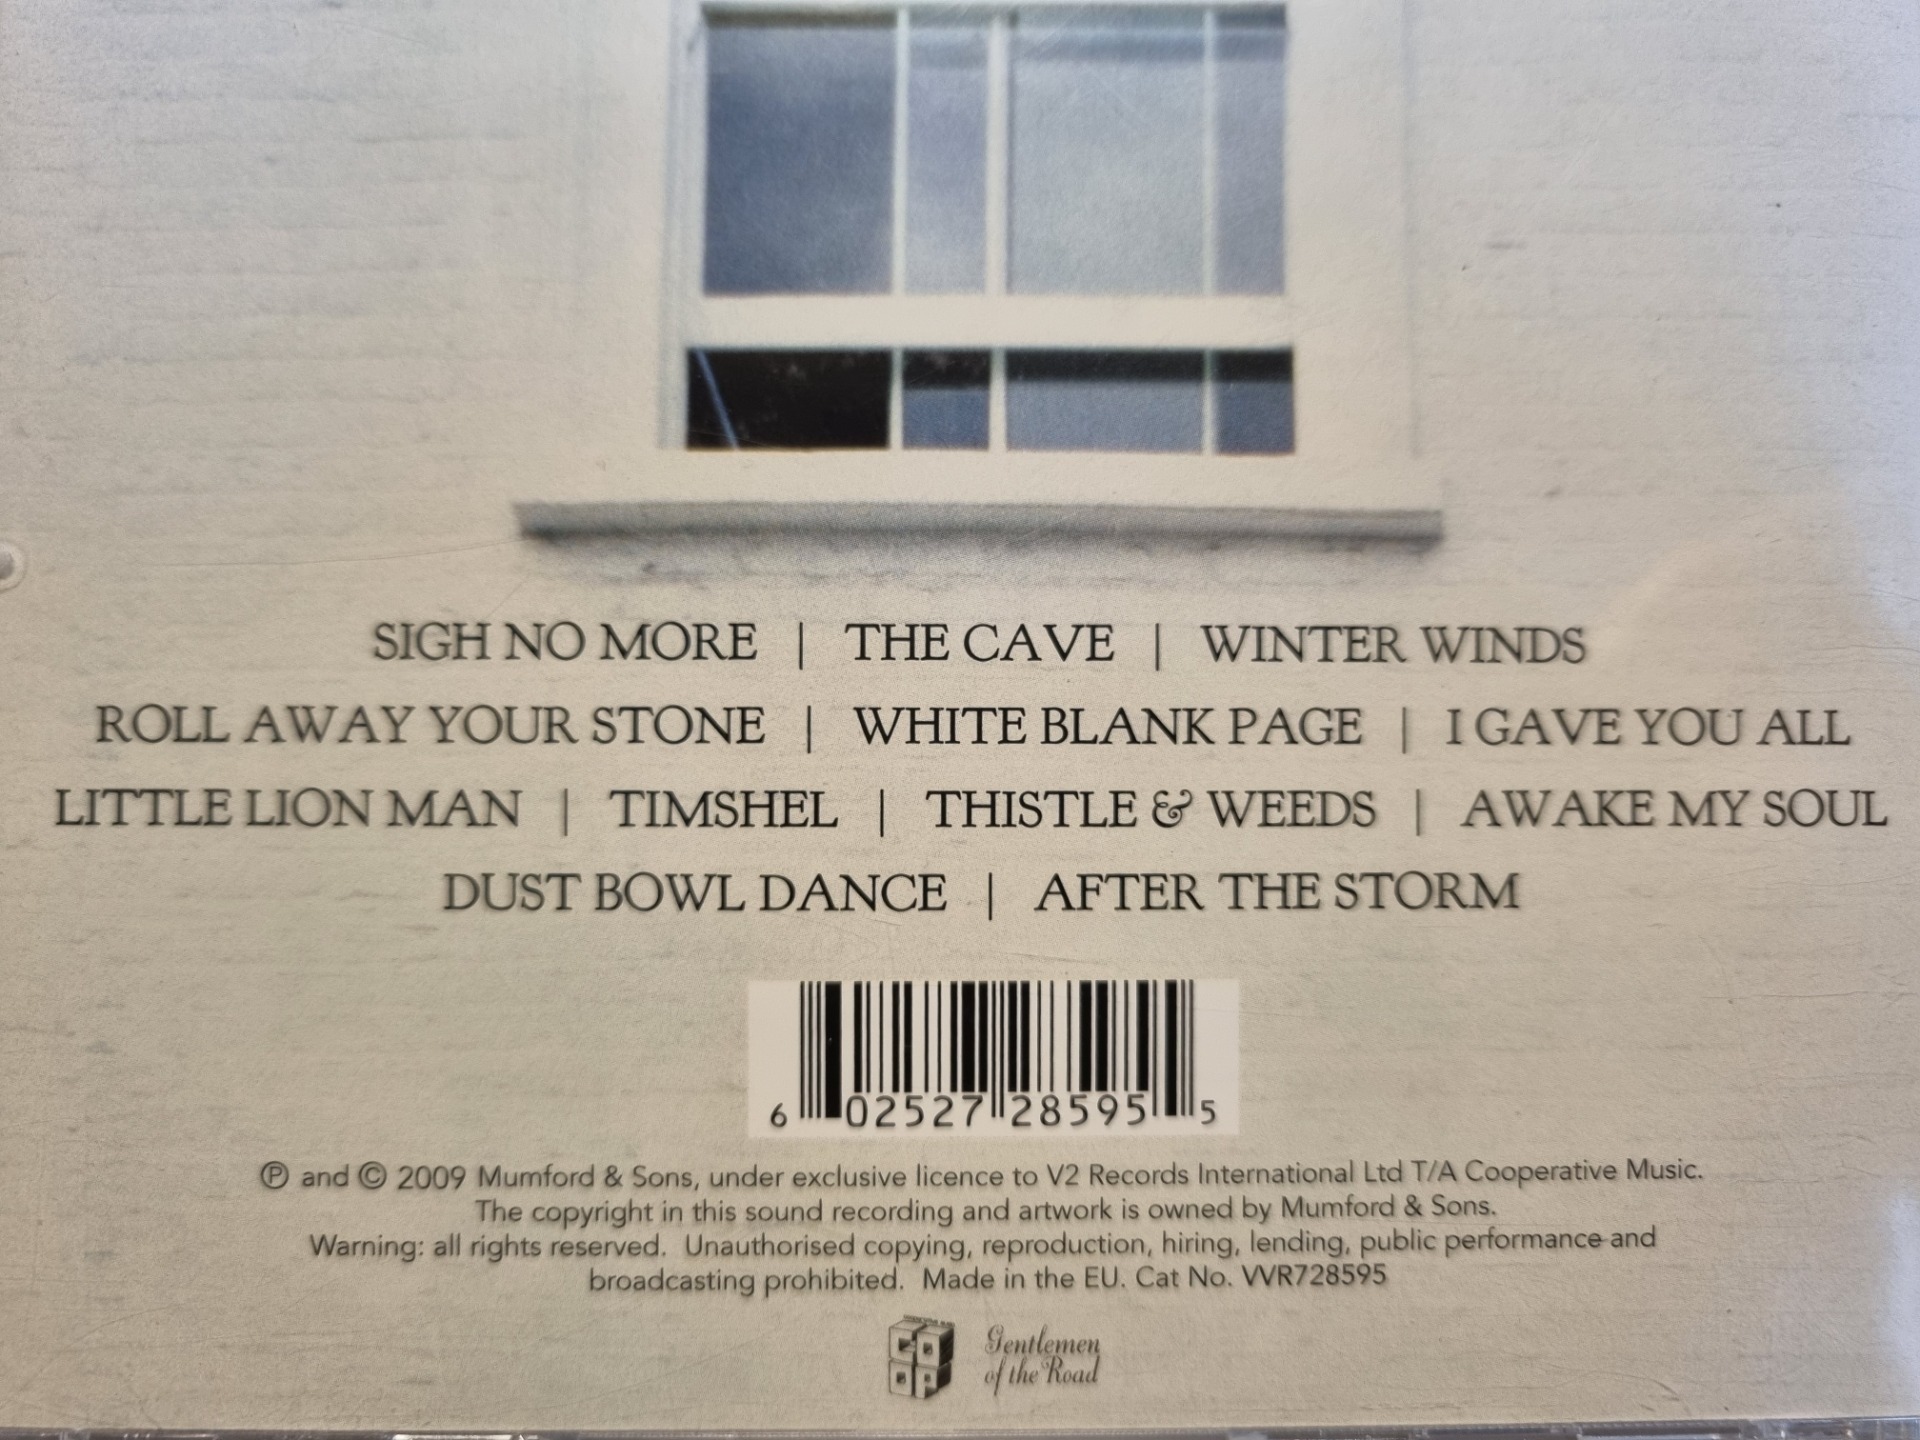 SIGH NO MORE | THE CAVE | WINTER WINDS
ROLL AWAY YOUR STONE | WHITE BLANK PAGE | I GAVE YOU ALL
LITTLE LION MAN | TIMSHEL | THISTLE & WEEDS | AWAKE MY SOUL
DUST BOWL DANCE | AFTER THE STORM
6 02527 28595 5
℗ and © 2009 Mumford & Sons, under exclusive licence to V2 Records International Ltd T/A Cooperative Music.
The copyright in this sound recording and artwork is owned by Mumford & Sons.
Warning: all rights reserved. Unauthorised copying, reproduction, hiring, lending, public performance and
broadcasting prohibited. Made in the EU. Cat No. VVR728595
CO
OP
Gentlemen
of the Road